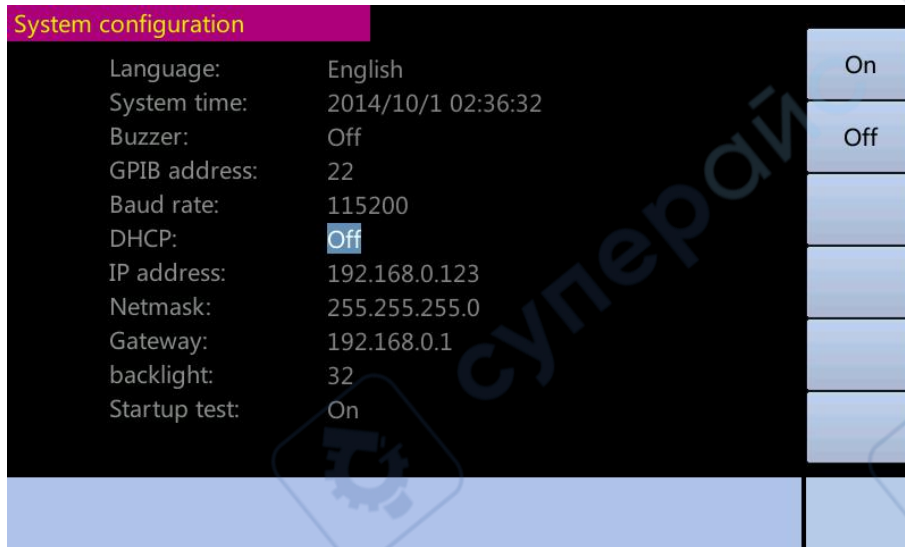 System configuration
Language: English
System time: 2014/10/1 02:36:32
Buzzer: Off
GPIB address: 22
Baud rate: 115200
DHCP: Off
IP address: 192.168.0.123
Netmask: 255.255.255.0
Gateway: 192.168.0.1
backlight: 32
Startup test: On
On
Off
суперайс